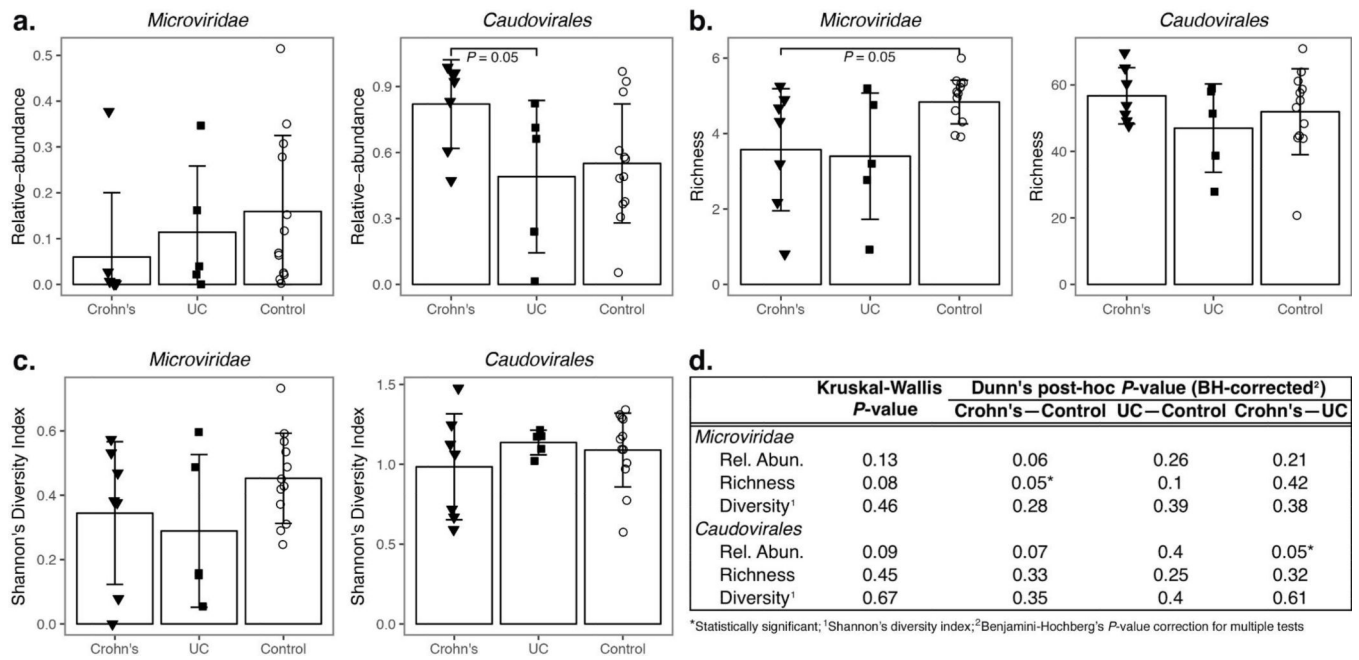 a.
Microviridae
Relative−abundance
0.5
0.4
0.3
0.2
0.1
0.0
Crohn's UC Control
Caudovirales
Relative−abundance
0.9
0.6
0.3
0.0
P = 0.05
Crohn's UC Control
b.
Microviridae
Richness
6
4
2
0
P = 0.05
Crohn's UC Control
Caudovirales
Richness
60
40
20
0
Crohn's UC Control
c.
Microviridae
Shannon's Diversity Index
0.6
0.4
0.2
0.0
Crohn's UC Control
Caudovirales
Shannon's Diversity Index
1.5
1.0
0.5
0.0
Crohn's UC Control
d.
Kruskal-Wallis Dunn's post-hoc P-value (BH-corrected²)
P-value Crohn's—Control UC—Control Crohn's—UC
Microviridae
Rel. Abun. 0.13 0.06 0.26 0.21
Richness 0.08 0.05* 0.1 0.42
Diversity¹ 0.46 0.28 0.39 0.38
Caudovirales
Rel. Abun. 0.09 0.07 0.4 0.05*
Richness 0.45 0.33 0.25 0.32
Diversity¹ 0.67 0.35 0.4 0.61
*Statistically significant; ¹Shannon's diversity index; ²Benjamini-Hochberg's P-value correction for multiple tests